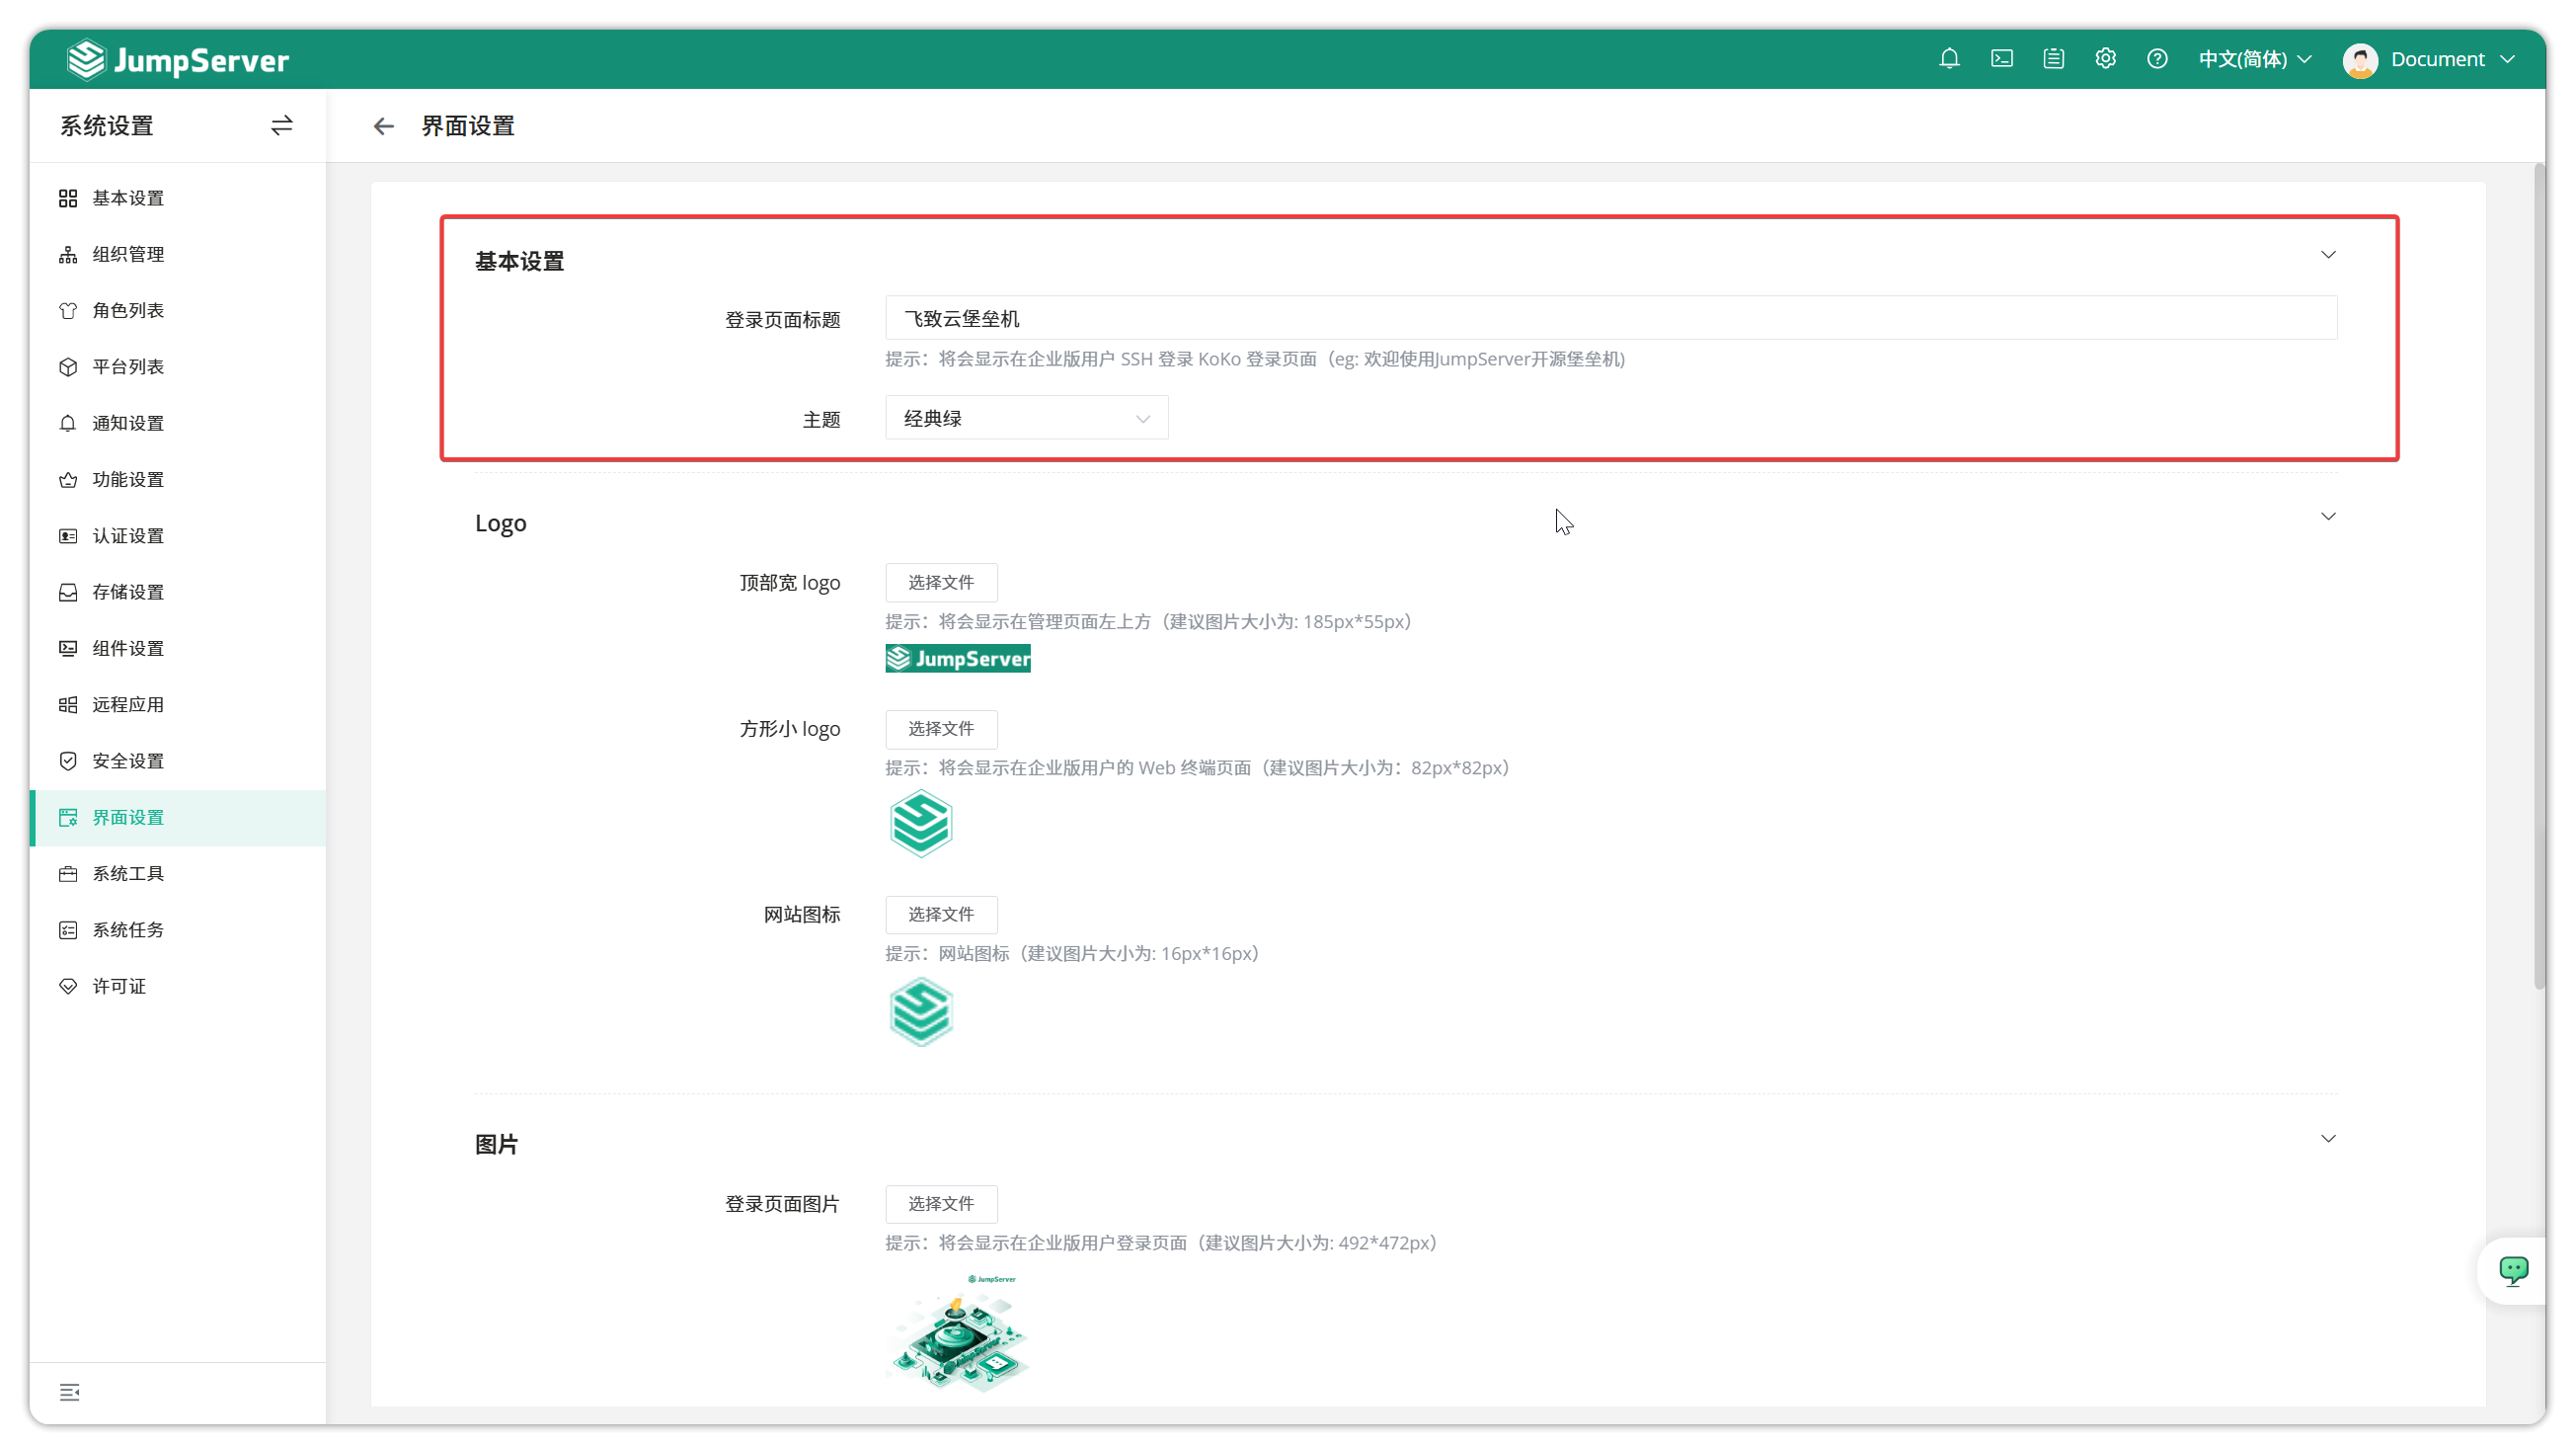 JumpServer
中文(简体)
Document
系统设置
界面设置
基本设置
组织管理
角色列表
平台列表
通知设置
功能设置
认证设置
存储设置
组件设置
远程应用
安全设置
界面设置
系统工具
系统任务
许可证
基本设置
登录页面标题
飞致云堡垒机
提示：将会显示在企业版用户 SSH 登录 KoKo 登录页面（eg: 欢迎使用JumpServer开源堡垒机)
主题
经典绿
Logo
顶部宽 logo
选择文件
提示：将会显示在管理页面左上方（建议图片大小为: 185px*55px）
JumpServer
方形小 logo
选择文件
提示：将会显示在企业版用户的 Web 终端页面（建议图片大小为：82px*82px）
网站图标
选择文件
提示：网站图标（建议图片大小为: 16px*16px）
图片
登录页面图片
选择文件
提示：将会显示在企业版用户登录页面（建议图片大小为: 492*472px）
JumpServer